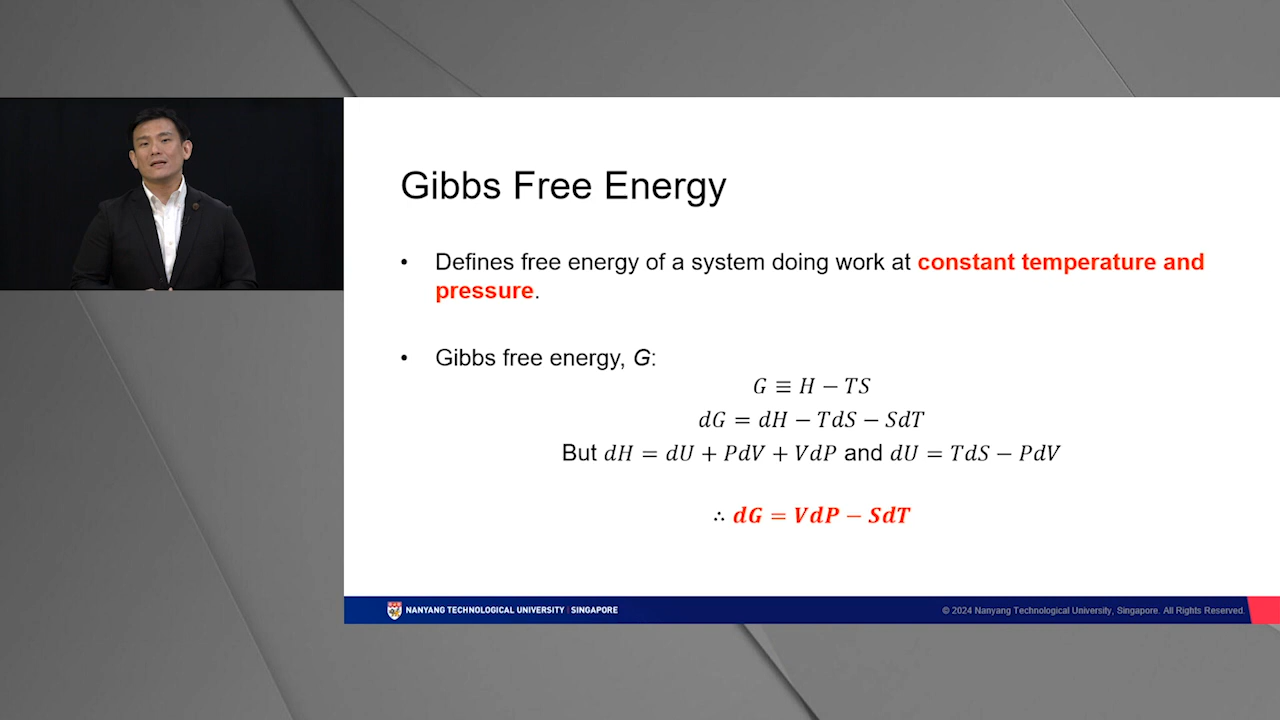 Gibbs Free Energy
• Defines free energy of a system doing work at constant temperature and
pressure.
• Gibbs free energy, G:
G ≡ H − TS
dG = dH − TdS − SdT
But dH = dU + PdV + VdP and dU = TdS − PdV
∴ dG = VdP − SdT
NANYANG TECHNOLOGICAL UNIVERSITY | SINGAPORE
© 2024 Nanyang Technological University, Singapore. All Rights Reserved.